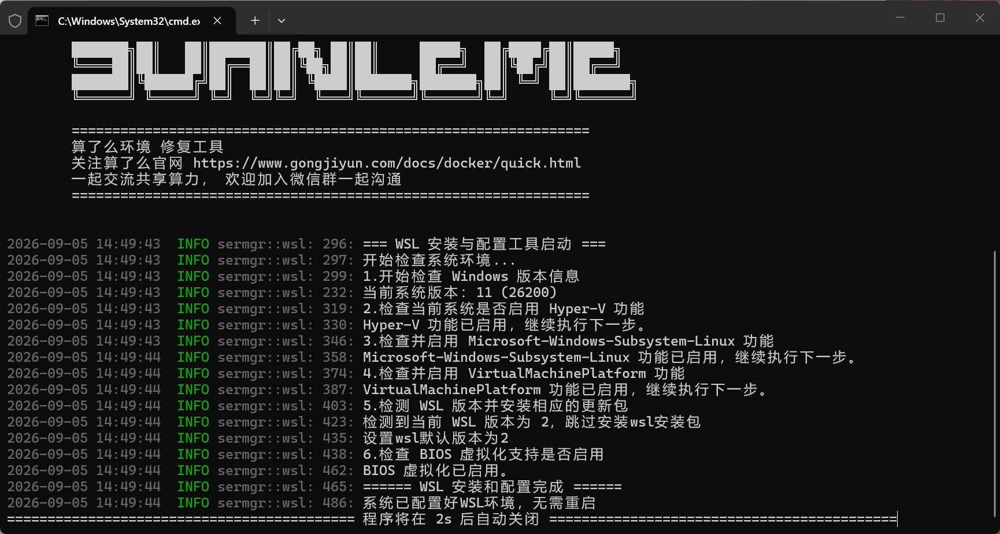 C:\Windows\System32\cmd.ex
SUANLEME
================================================================
算了么环境 修复工具
关注算了么官网 https://www.gongjiyun.com/docs/docker/quick.html
一起交流共享算力， 欢迎加入微信群一起沟通
================================================================
2026-09-05 14:49:43  INFO sermgr::wsl: 296: === WSL 安装与配置工具启动 ===
2026-09-05 14:49:43  INFO sermgr::wsl: 297: 开始检查系统环境...
2026-09-05 14:49:43  INFO sermgr::wsl: 299: 1.开始检查 Windows 版本信息
2026-09-05 14:49:43  INFO sermgr::wsl: 232: 当前系统版本: 11 (26200)
2026-09-05 14:49:43  INFO sermgr::wsl: 319: 2.检查当前系统是否启用 Hyper-V 功能
2026-09-05 14:49:43  INFO sermgr::wsl: 330: Hyper-V 功能已启用，继续执行下一步。
2026-09-05 14:49:43  INFO sermgr::wsl: 346: 3.检查并启用 Microsoft-Windows-Subsystem-Linux 功能
2026-09-05 14:49:44  INFO sermgr::wsl: 358: Microsoft-Windows-Subsystem-Linux 功能已启用，继续执行下一步。
2026-09-05 14:49:44  INFO sermgr::wsl: 374: 4.检查并启用 VirtualMachinePlatform 功能
2026-09-05 14:49:44  INFO sermgr::wsl: 387: VirtualMachinePlatform 功能已启用，继续执行下一步。
2026-09-05 14:49:44  INFO sermgr::wsl: 403: 5.检测 WSL 版本并安装相应的更新包
2026-09-05 14:49:44  INFO sermgr::wsl: 423: 检测到当前 WSL 版本为 2，跳过安装wsl安装包
2026-09-05 14:49:44  INFO sermgr::wsl: 435: 设置wsl默认版本为2
2026-09-05 14:49:44  INFO sermgr::wsl: 438: 6.检查 BIOS 虚拟化支持是否启用
2026-09-05 14:49:44  INFO sermgr::wsl: 462: BIOS 虚拟化已启用。
2026-09-05 14:49:44  INFO sermgr::wsl: 465: ====== WSL 安装和配置完成 ======
2026-09-05 14:49:44  INFO sermgr::wsl: 486: 系统已配置好WSL环境，无需重启
=========================================== 程序将在 2s 后自动关闭 ===========================================